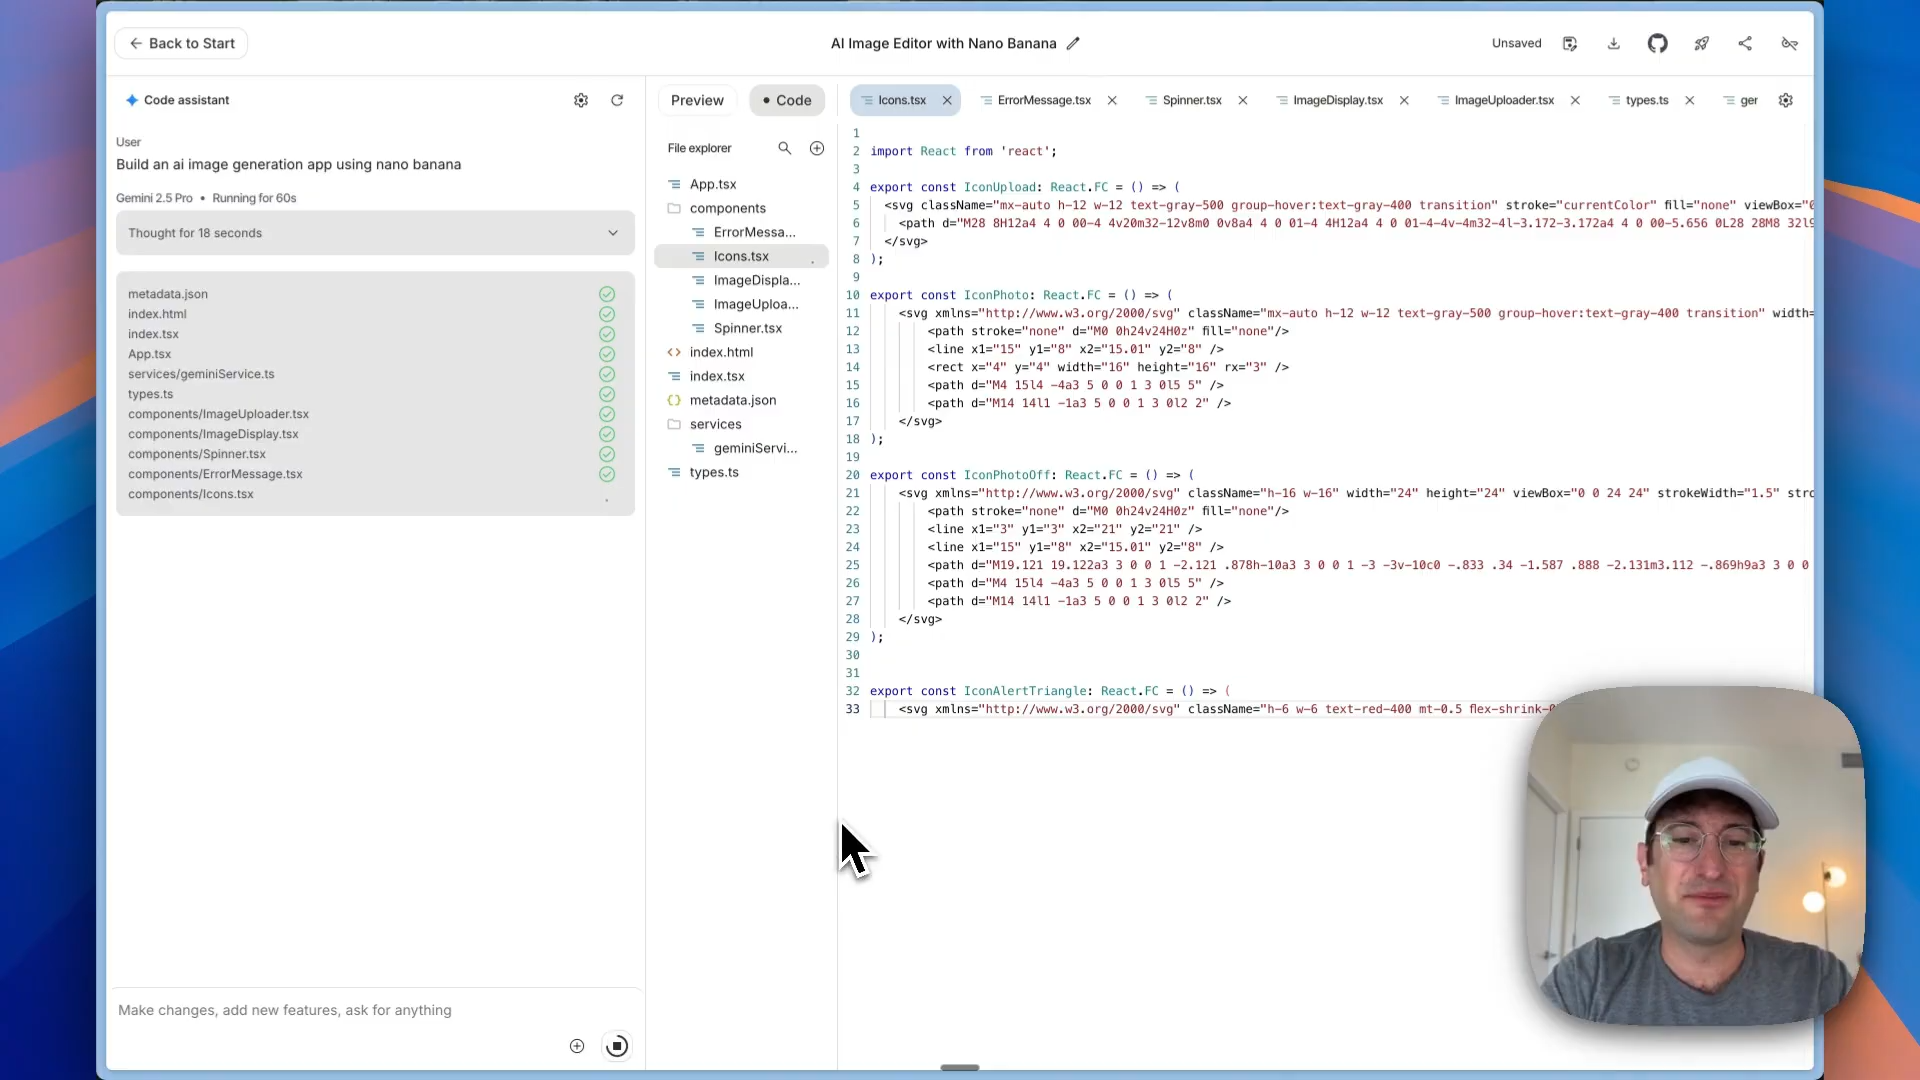 Back to Start
AI Image Editor with Nano Banana
Unsaved
Code assistant
User
Build an ai image generation app using nano banana
Gemini 2.5 Pro • Running for 60s
Thought for 18 seconds
metadata.json
index.html
index.tsx
App.tsx
services/geminiService.ts
types.ts
components/ImageUploader.tsx
components/ImageDisplay.tsx
components/Spinner.tsx
components/ErrorMessage.tsx
components/Icons.tsx
Make changes, add new features, ask for anything
Preview
Code
File explorer
App.tsx
components
ErrorMessa...
Icons.tsx
ImageDispla...
ImageUploa...
Spinner.tsx
index.html
index.tsx
metadata.json
services
geminiServi...
types.ts
Icons.tsx
ErrorMessage.tsx
Spinner.tsx
ImageDisplay.tsx
ImageUploader.tsx
types.ts
ger
1
2 import React from 'react';
3
4 export const IconUpload: React.FC = () => (
5 <svg className="mx-auto h-12 w-12 text-gray-500 group-hover:text-gray-400 transition" stroke="currentColor" fill="none" viewBox="0
6 <path d="M28 8H12a4 4 0 00-4 4v20m32-12v8m0 0v8a4 4 0 01-4 4H12a4 4 0 01-4-4v-4m32-4l-3.172-3.172a4 4 0 00-5.656 0L28 28M8 32l9
7 </svg>
8 );
9
10 export const IconPhoto: React.FC = () => (
11 <svg xmlns="http://www.w3.org/2000/svg" className="mx-auto h-12 w-12 text-gray-500 group-hover:text-gray-400 transition" width=
12 <path stroke="none" d="M0 0h24v24H0z" fill="none"/>
13 <line x1="15" y1="8" x2="15.01" y2="8" />
14 <rect x="4" y="4" width="16" height="16" rx="3" />
15 <path d="M4 15l4 -4a3 5 0 0 1 3 0l5 5" />
16 <path d="M14 14l1 -1a3 5 0 0 1 3 0l2 2" />
17 </svg>
18 );
19
20 export const IconPhotoOff: React.FC = () => (
21 <svg xmlns="http://www.w3.org/2000/svg" className="h-16 w-16" width="24" height="24" viewBox="0 0 24 24" strokeWidth="1.5" stro
22 <path stroke="none" d="M0 0h24v24H0z" fill="none"/>
23 <line x1="3" y1="3" x2="21" y2="21" />
24 <line x1="15" y1="8" x2="15.01" y2="8" />
25 <path d="M19.121 19.122a3 3 0 0 1 -2.121 .878h-10a3 3 0 0 1 -3 -3v-10c0 -.833 .34 -1.587 .888 -2.131m3.112 -.869h9a3 3 0 0
26 <path d="M4 15l4 -4a3 5 0 0 1 3 0l5 5" />
27 <path d="M14 14l1 -1a3 5 0 0 1 3 0l2 2" />
28 </svg>
29 );
30
31
32 export const IconAlertTriangle: React.FC = () => (
33 <svg xmlns="http://www.w3.org/2000/svg" className="h-6 w-6 text-red-400 mt-0.5 flex-shrink-0